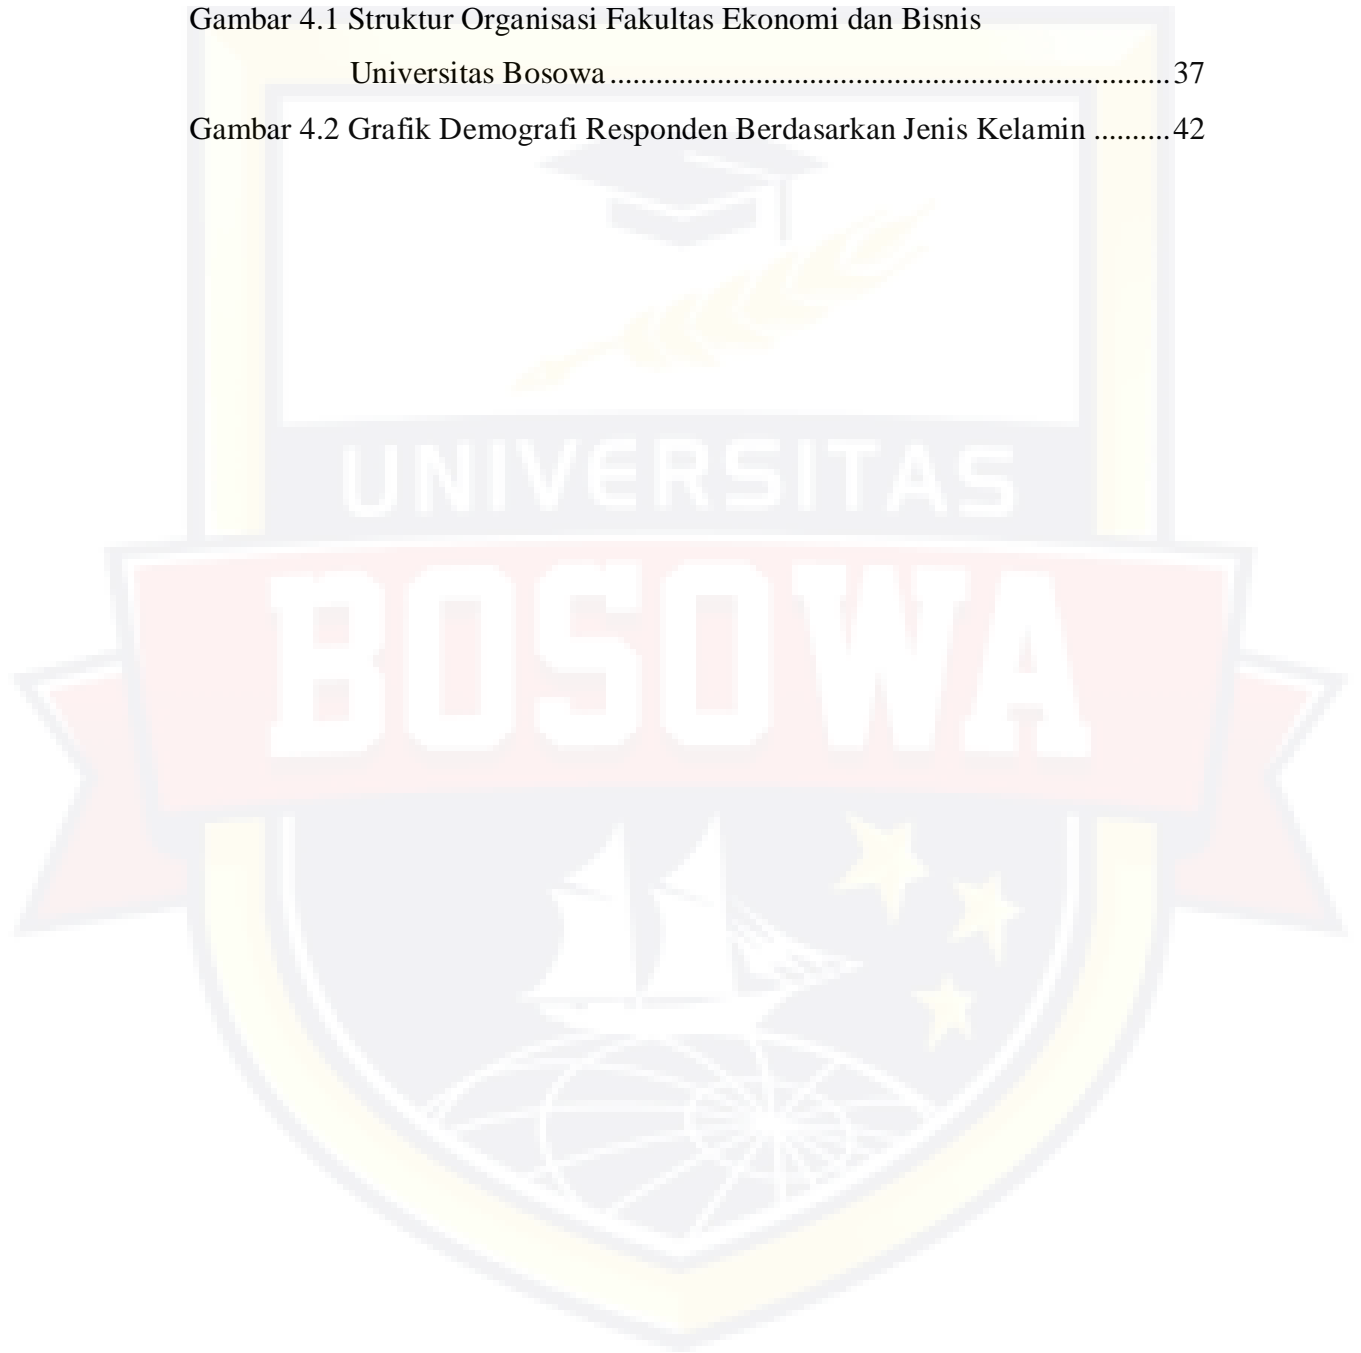 Gambar 4.1 Struktur Organisasi Fakultas Ekonomi dan Bisnis
Universitas Bosowa........................................................................37
Gambar 4.2 Grafik Demografi Responden Berdasarkan Jenis Kelamin ..........42
UNIVERSITAS
BOSOWA